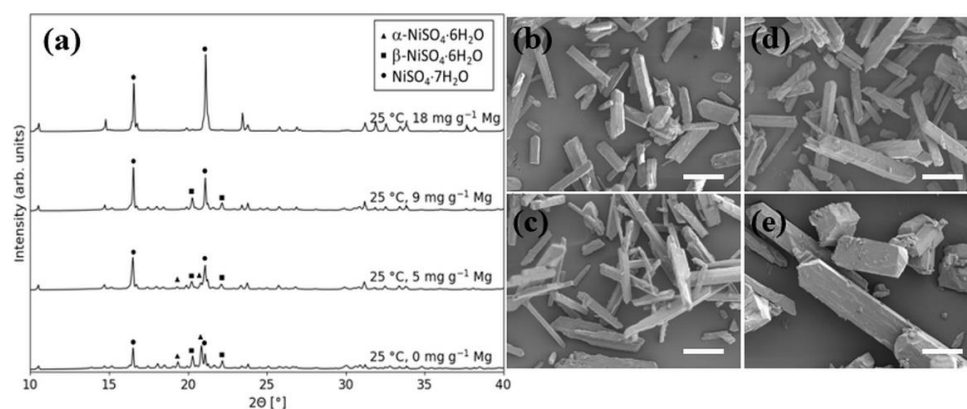 (a)
▲ α-NiSO₄·6H₂O
■ β-NiSO₄·6H₂O
● NiSO₄·7H₂O
25 °C, 18 mg g⁻¹ Mg
25 °C, 9 mg g⁻¹ Mg
25 °C, 5 mg g⁻¹ Mg
25 °C, 0 mg g⁻¹ Mg
Intensity (arb. units)
10 15 20 25 30 35 40
2Θ [°]
(b)
(d)
(c)
(e)